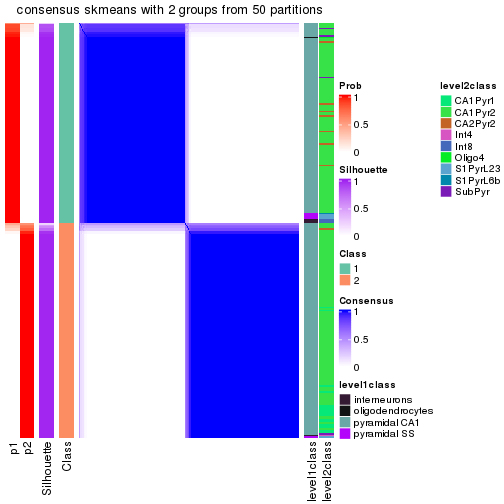 consensus skmeans with 2 groups from 50 partitions
Prob
1
0.5
0
Silhouette
1
0.5
0
Class
1
2
Consensus
1
0.5
0
level1class
interneurons
oligodendrocytes
pyramidal CA1
pyramidal SS
level2class
CA1Pyr1
CA1Pyr2
CA2Pyr2
Int4
Int8
Oligo4
S1PyrL23
S1PyrL6b
SubPyr
p1
p2
Silhouette
Class
level1class
level2class